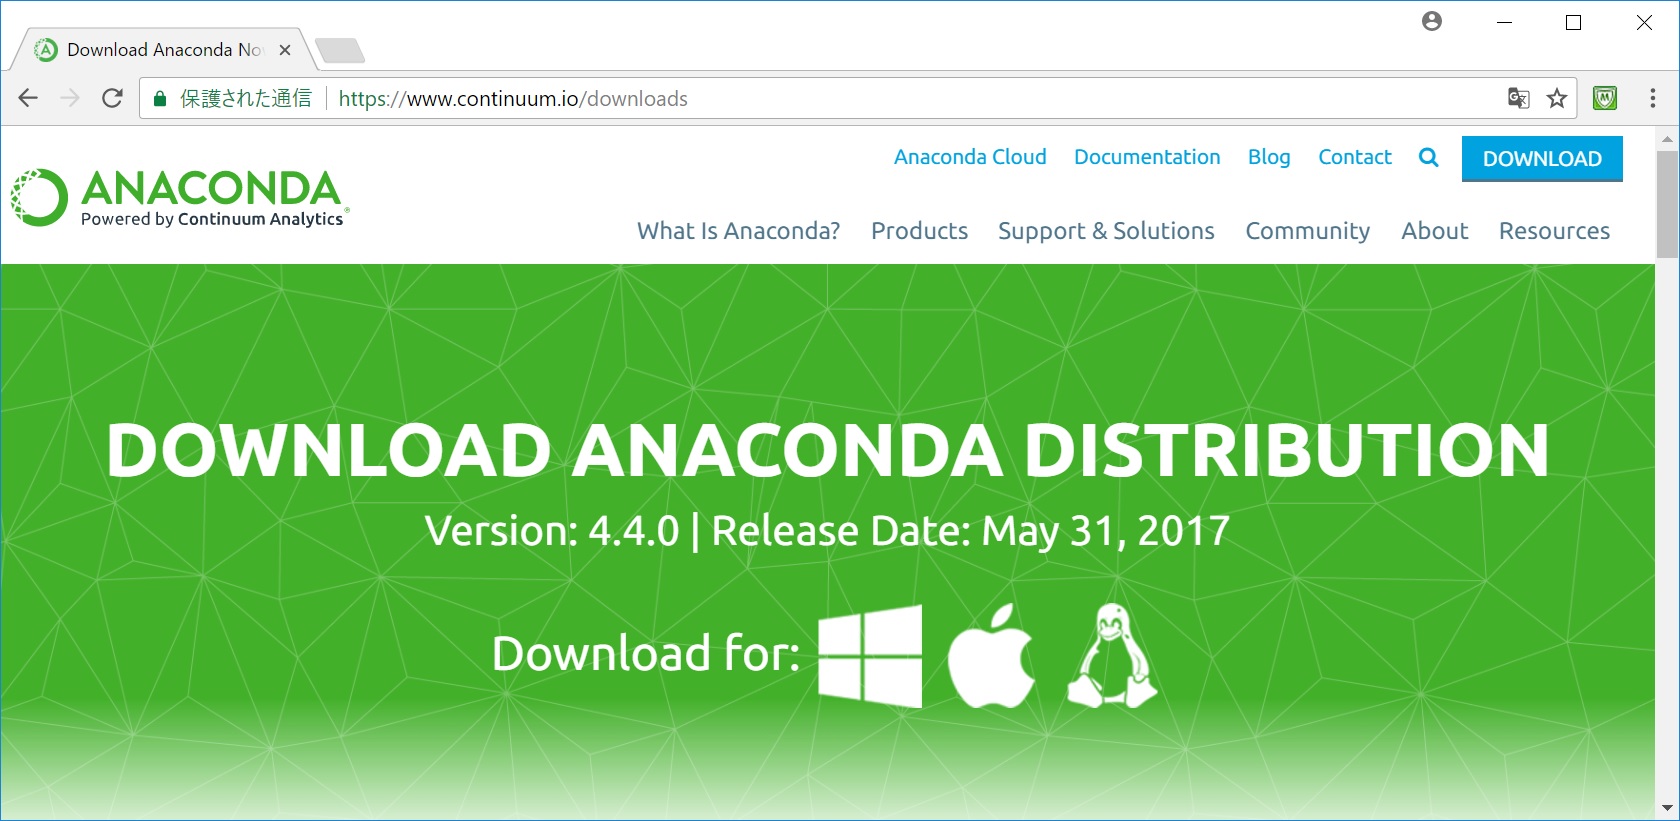 Download Anaconda No
保護された通信 https://www.continuum.io/downloads
Anaconda Cloud Documentation Blog Contact DOWNLOAD
ANACONDA
Powered by Continuum Analytics®
What Is Anaconda? Products Support & Solutions Community About Resources
DOWNLOAD ANACONDA DISTRIBUTION
Version: 4.4.0 | Release Date: May 31, 2017
Download for: